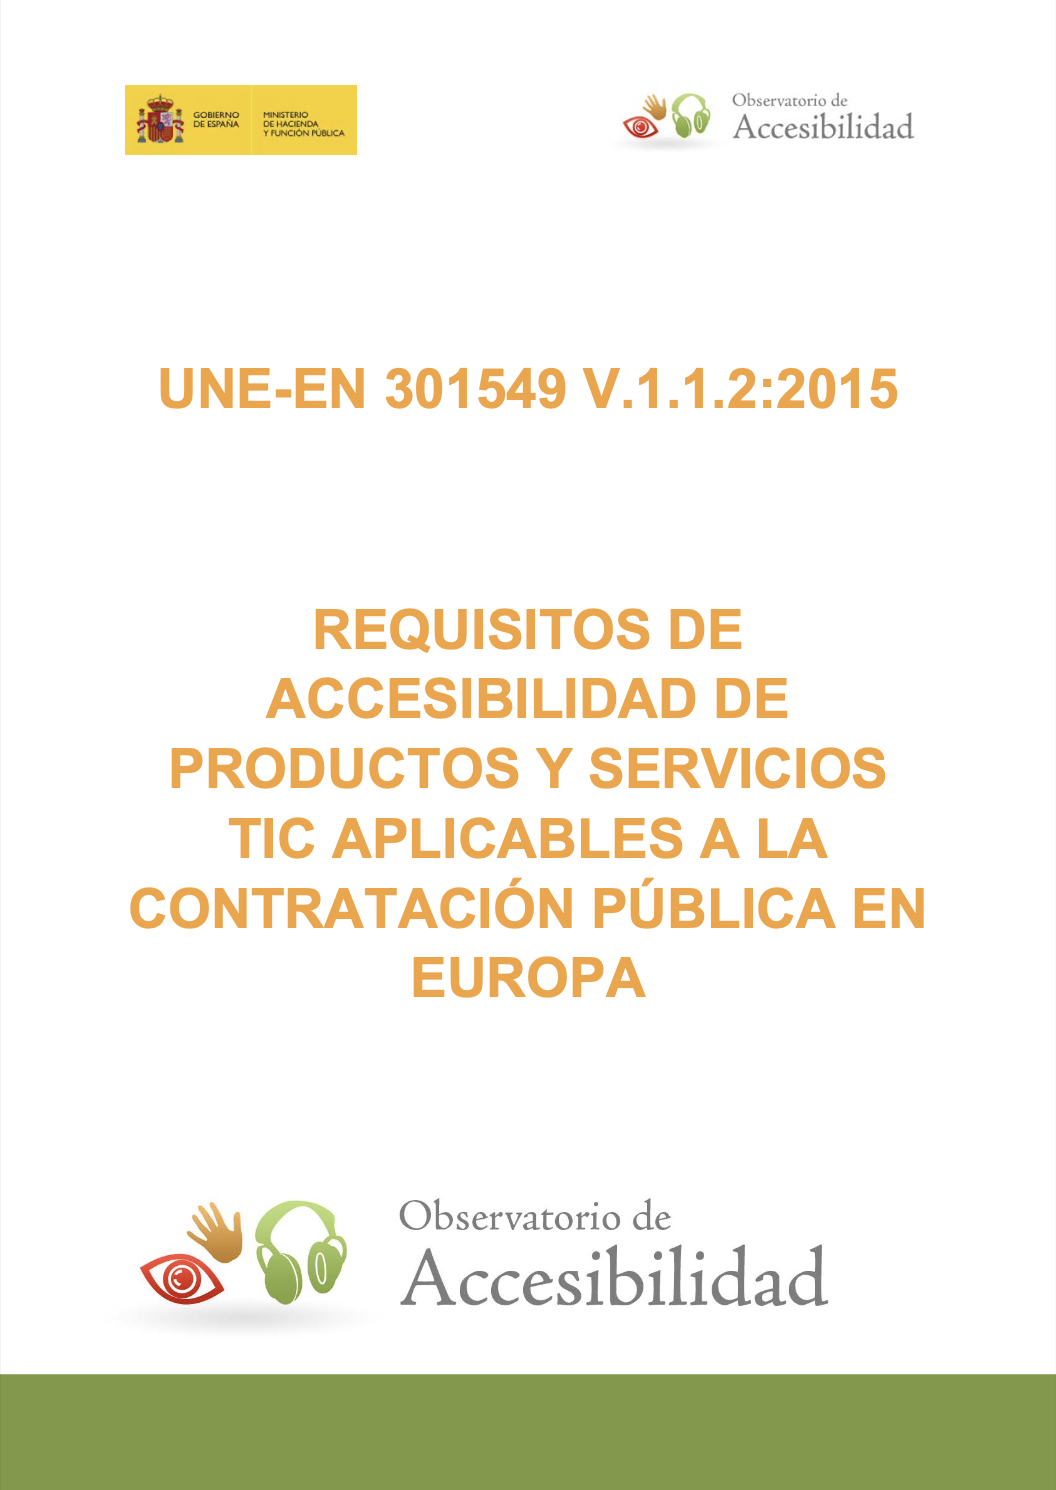 GOBIERNO
DE ESPAÑA
MINISTERIO
DE HACIENDA
Y FUNCIÓN PÚBLICA
Observatorio de
Accesibilidad
UNE-EN 301549 V.1.1.2:2015
REQUISITOS DE
ACCESIBILIDAD DE
PRODUCTOS Y SERVICIOS
TIC APLICABLES A LA
CONTRATACIÓN PÚBLICA EN
EUROPA
Observatorio de
Accesibilidad